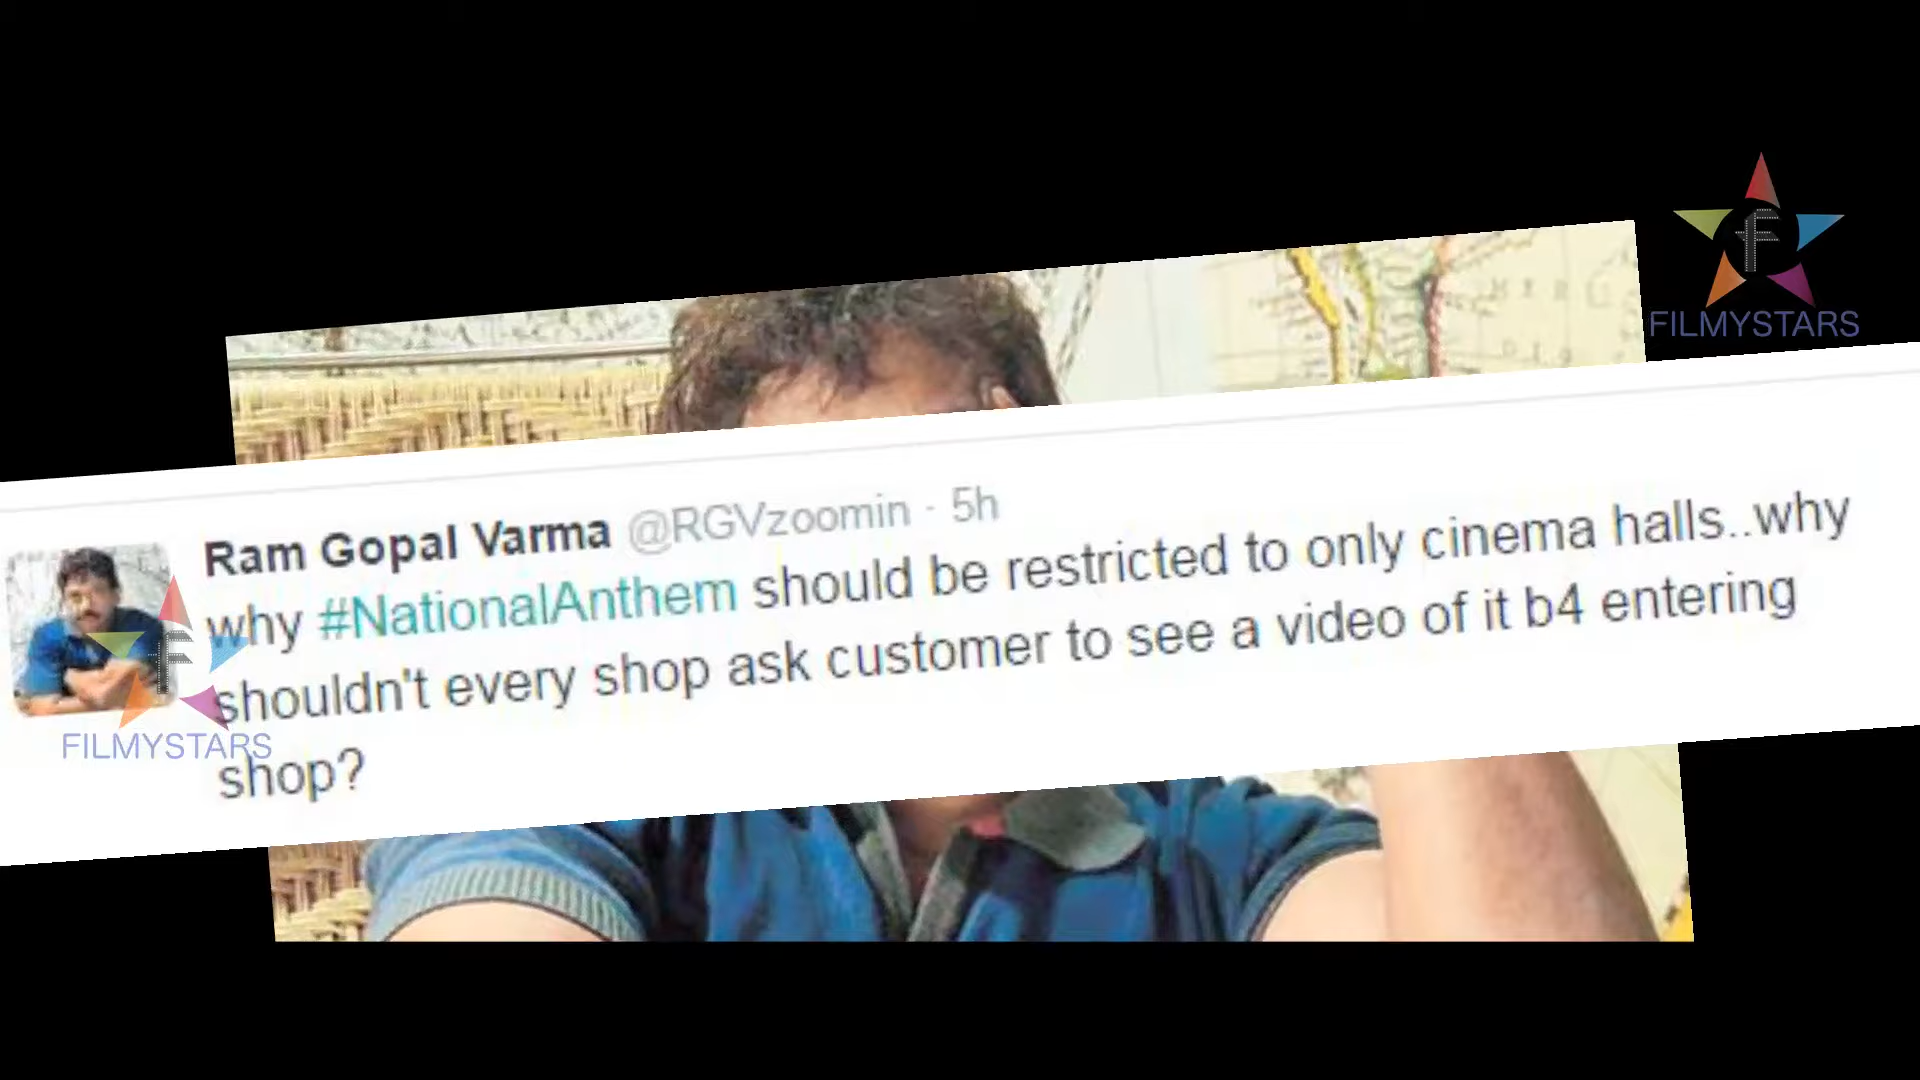 FILMYSTARS
Ram Gopal Varma @RGVzoomin · 5h
why #NationalAnthem should be restricted to only cinema halls..why
shouldn't every shop ask customer to see a video of it b4 entering
shop?
FILMYSTARS